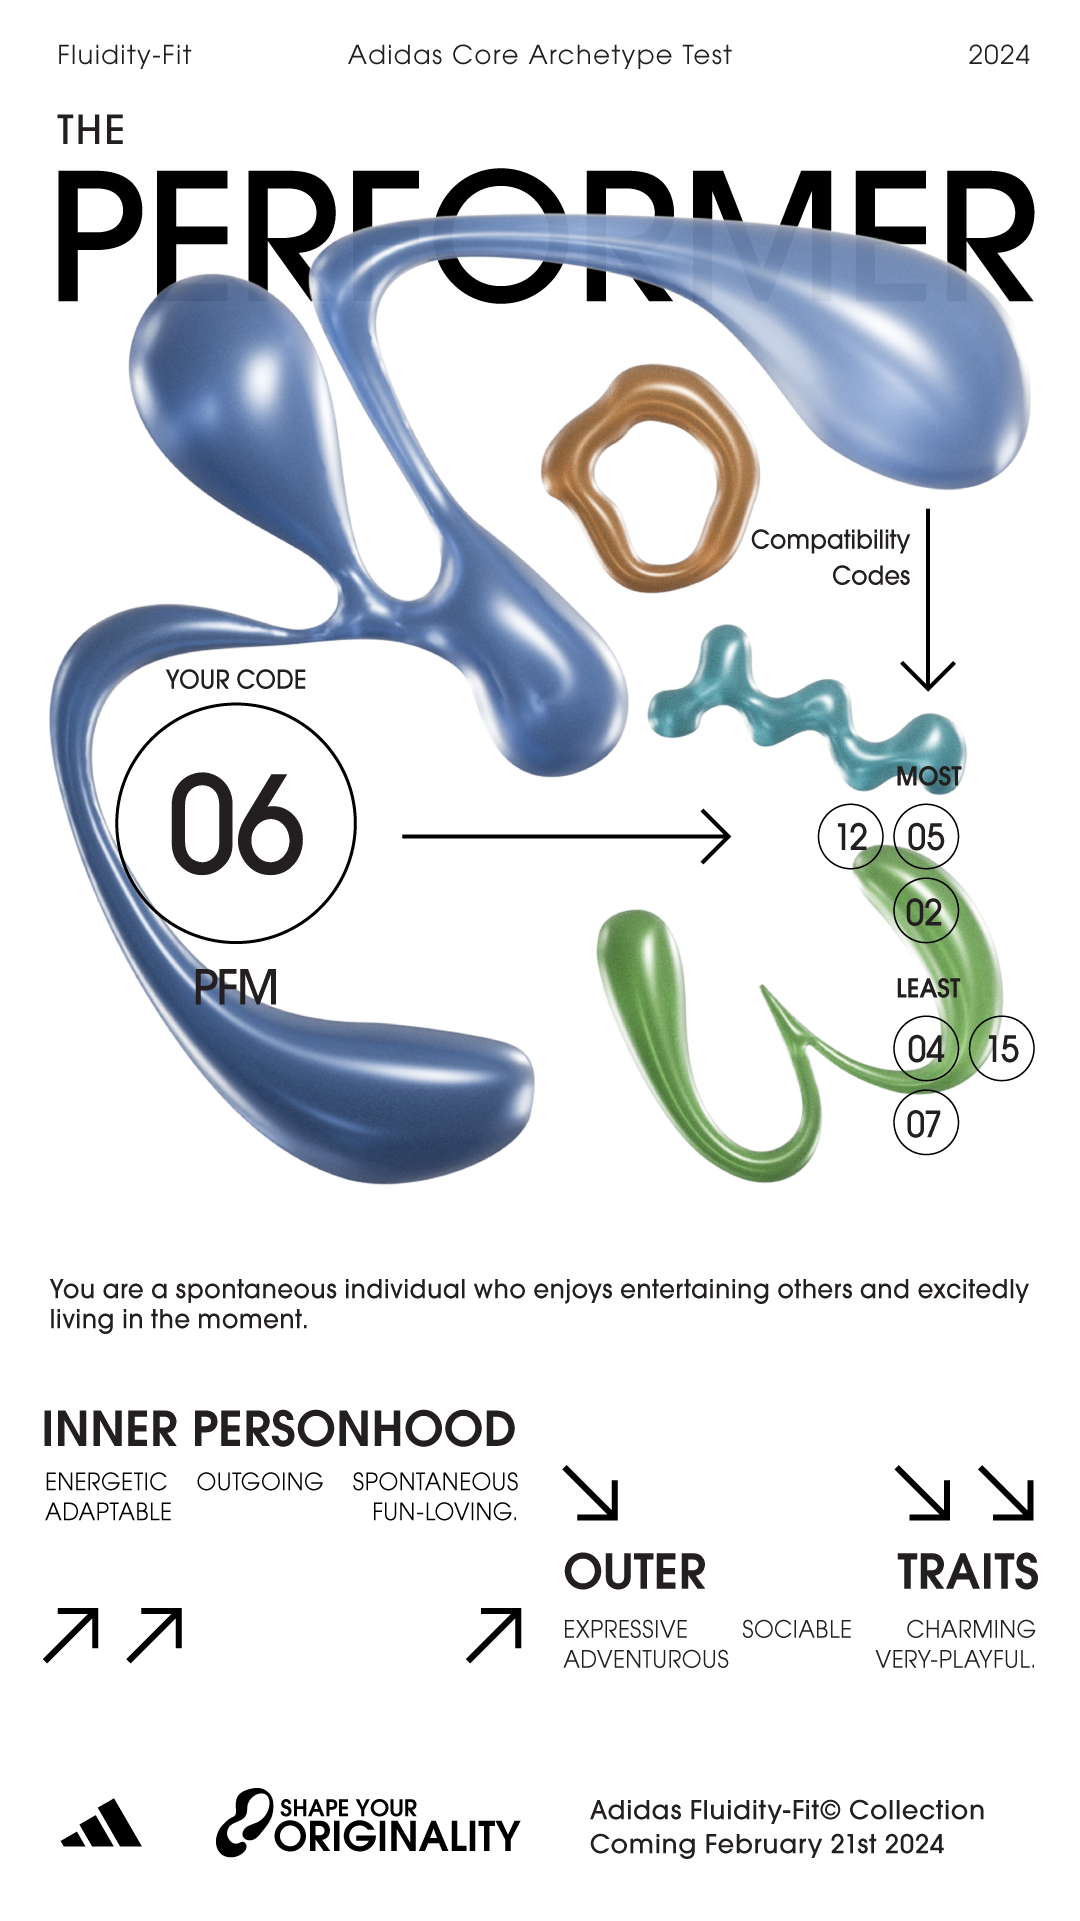 Fluidity-Fit
Adidas Core Archetype Test
2024
THE
PERFORMER
Compatibility
Codes
YOUR CODE
06
PFM
MOST
12 05
02
LEAST
04 15
07
You are a spontaneous individual who enjoys entertaining others and excitedly
living in the moment.
INNER PERSONHOOD
ENERGETIC OUTGOING SPONTANEOUS
ADAPTABLE FUN-LOVING.
OUTER TRAITS
EXPRESSIVE SOCIABLE CHARMING
ADVENTUROUS VERY-PLAYFUL.
SHAPE YOUR
ORIGINALITY
Adidas Fluidity-Fit© Collection
Coming February 21st 2024